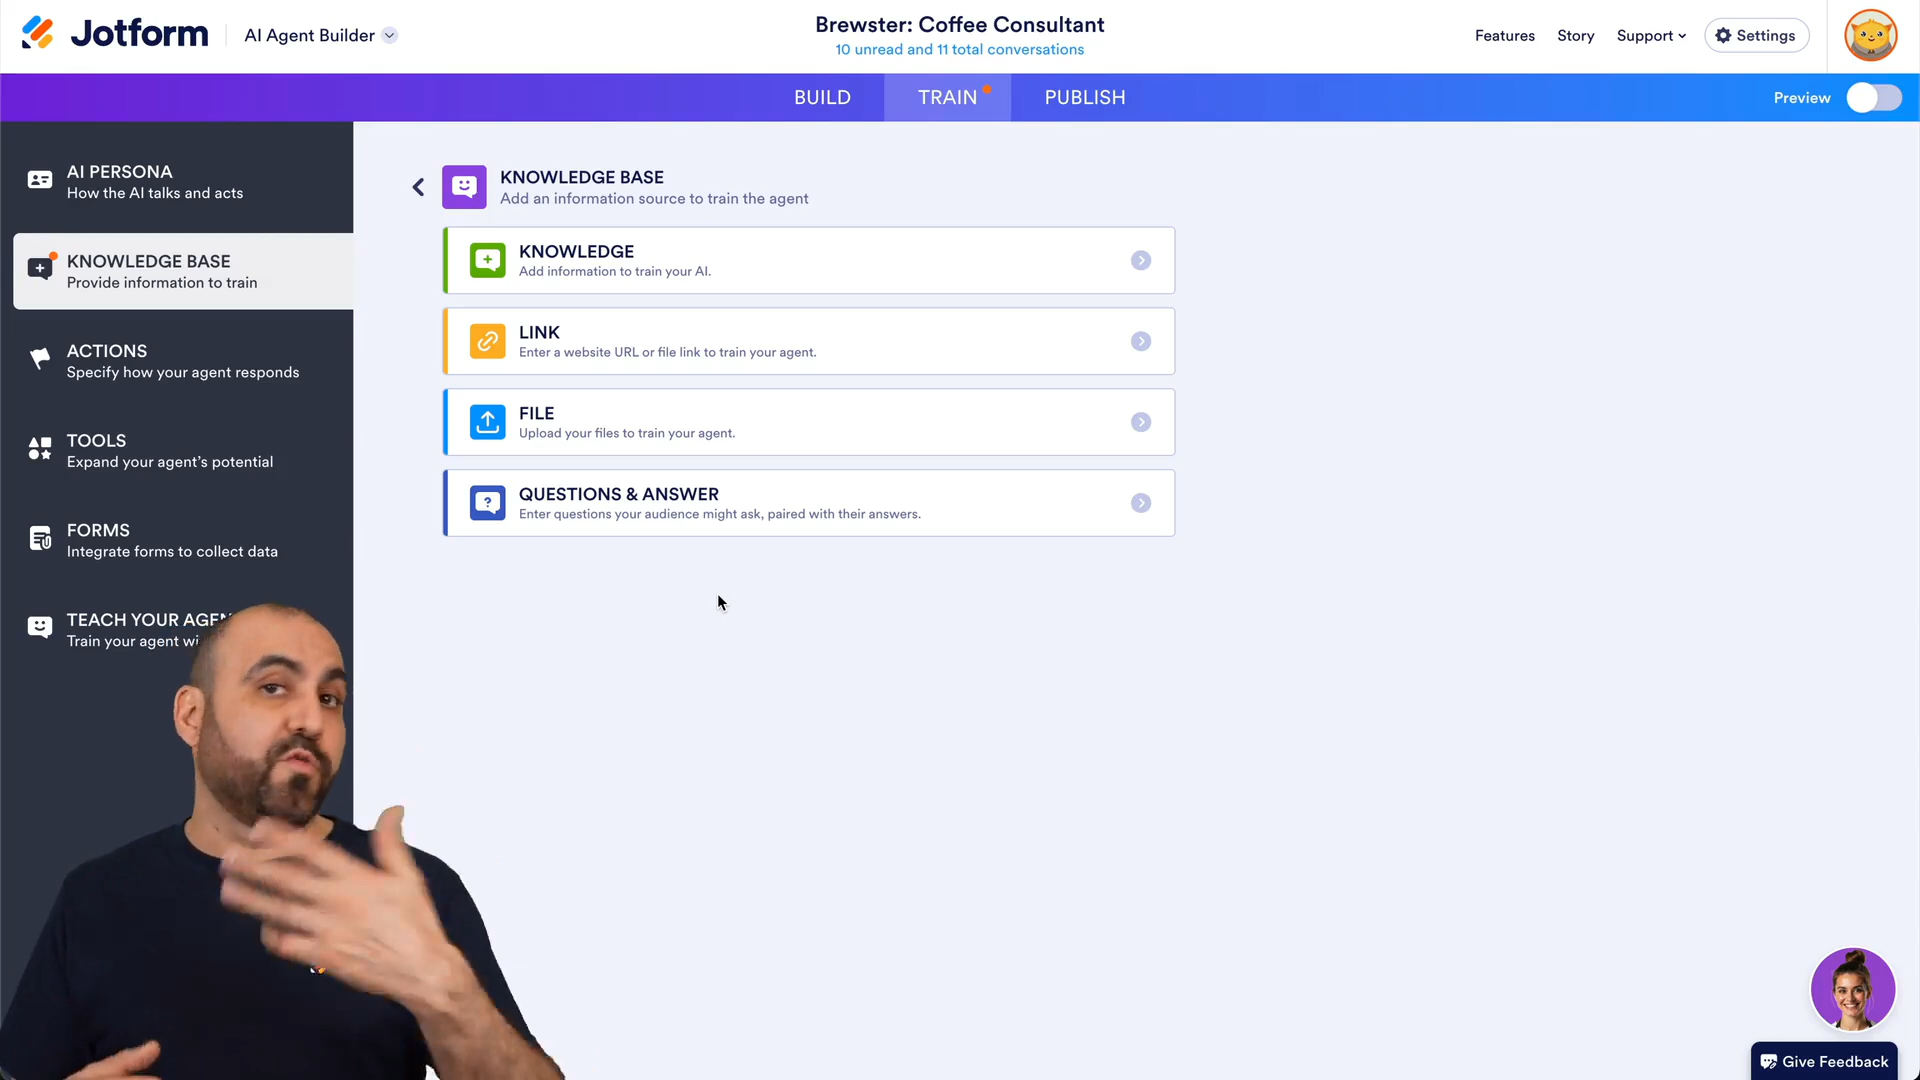 Jotform
AI Agent Builder
Brewster: Coffee Consultant
10 unread and 11 total conversations
Features
Story
Support
Settings
BUILD
TRAIN
PUBLISH
Preview
AI PERSONA
How the AI talks and acts
KNOWLEDGE BASE
Provide information to train
ACTIONS
Specify how your agent responds
TOOLS
Expand your agent's potential
FORMS
Integrate forms to collect data
TEACH YOUR
Train your agent
KNOWLEDGE BASE
Add an information source to train the agent
KNOWLEDGE
Add information to train your AI.
LINK
Enter a website URL or file link to train your agent.
FILE
Upload your files to train your agent.
QUESTIONS & ANSWER
Enter questions your audience might ask, paired with their answers.
Give Feedback